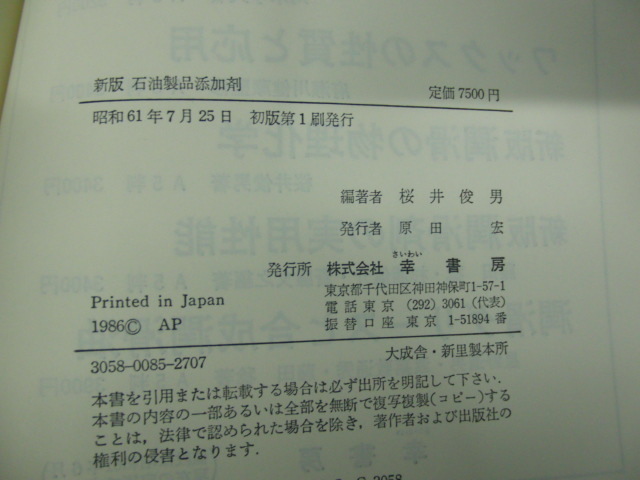 新版 石油製品添加剤
定価 7500円
昭和 61 年 7 月 25 日 初版第 1 刷発行
編著者 桜井俊男
発行者 原田宏
さいわい
発行所 株式会社 幸書房
東京都千代田区神田神保町1-57-1
電話 東京 (292) 3061 (代表)
振替口座 東京 1-51894 番
Printed in Japan
1986© AP
3058-0085-2707
大成舎・新里製本所
本書を引用または転載する場合は必ず出所を明記して下さい.
本書の内容の一部あるいは全部を無断で複写複製(コピー)する
ことは, 法律で認められた場合を除き, 著作者および出版社の
権利の侵害となります.